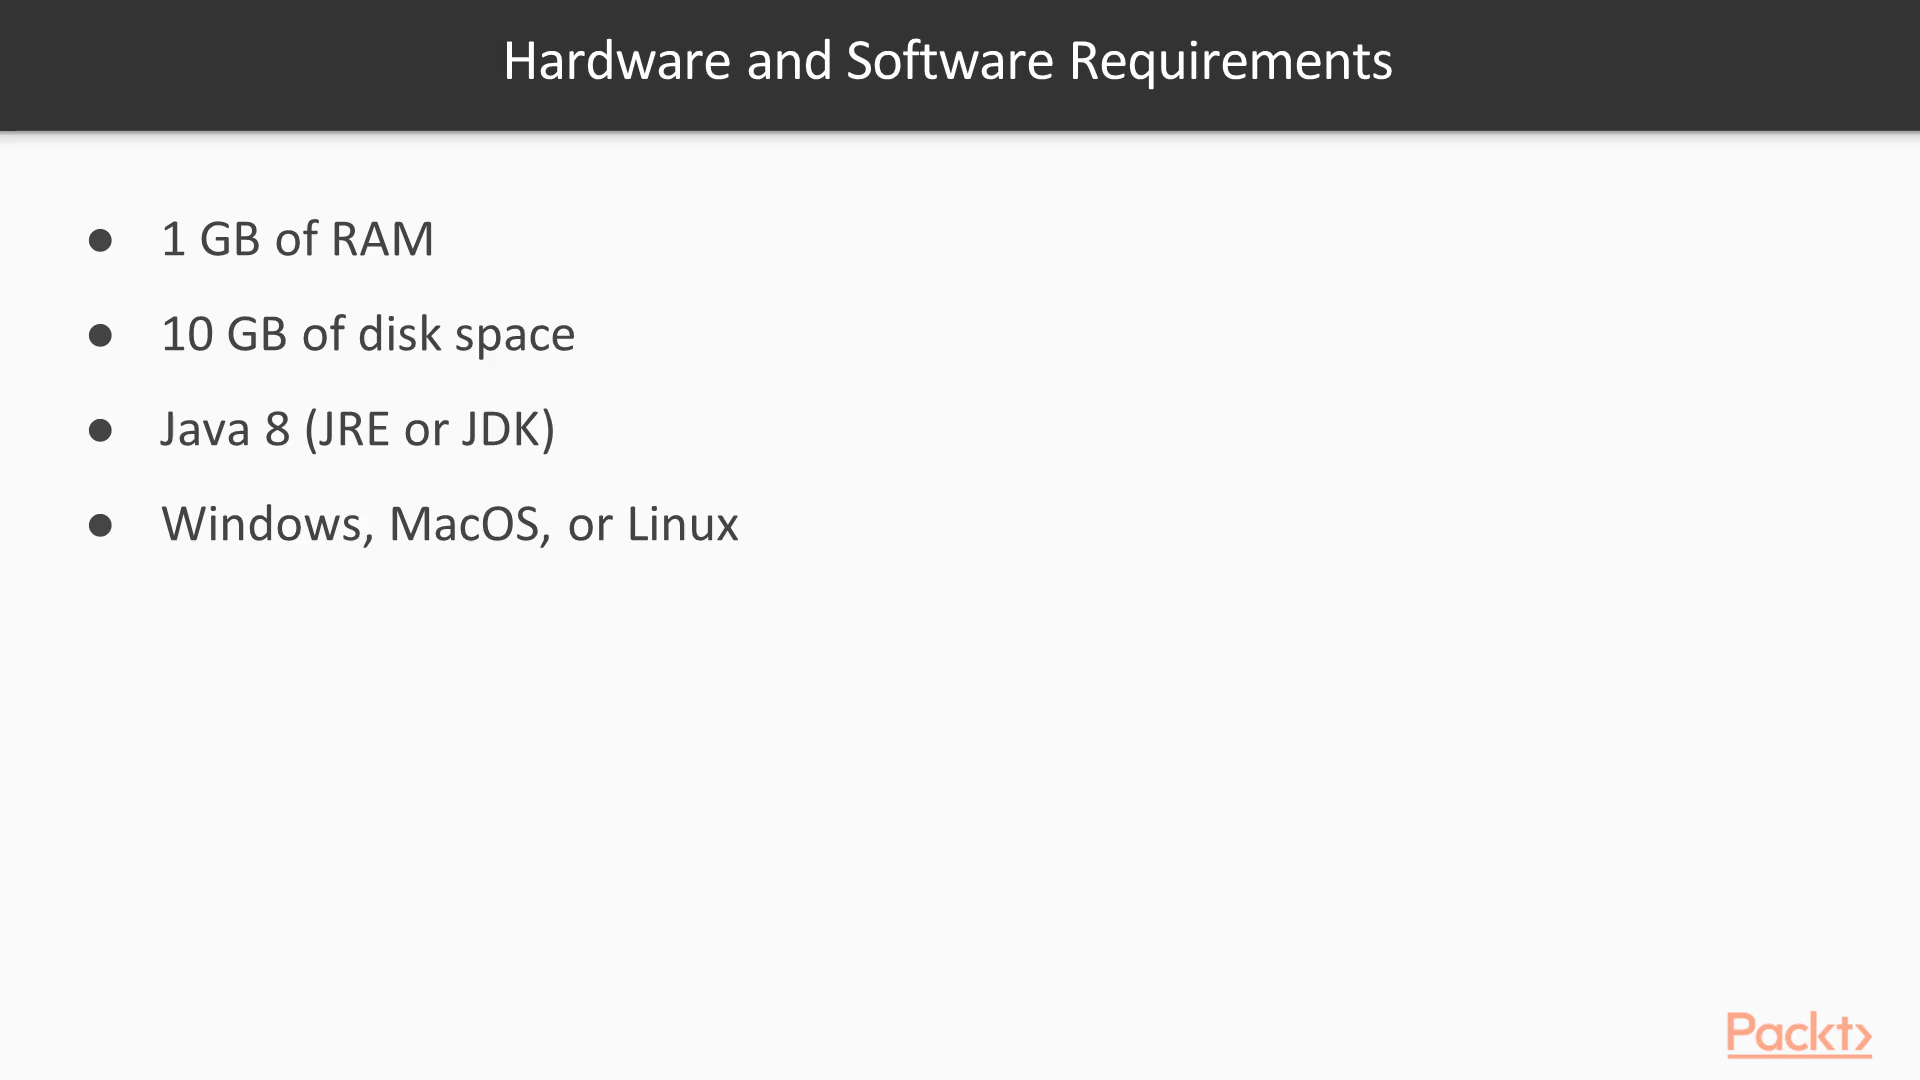 Hardware and Software Requirements
● 1 GB of RAM
● 10 GB of disk space
● Java 8 (JRE or JDK)
● Windows, MacOS, or Linux
Packt>